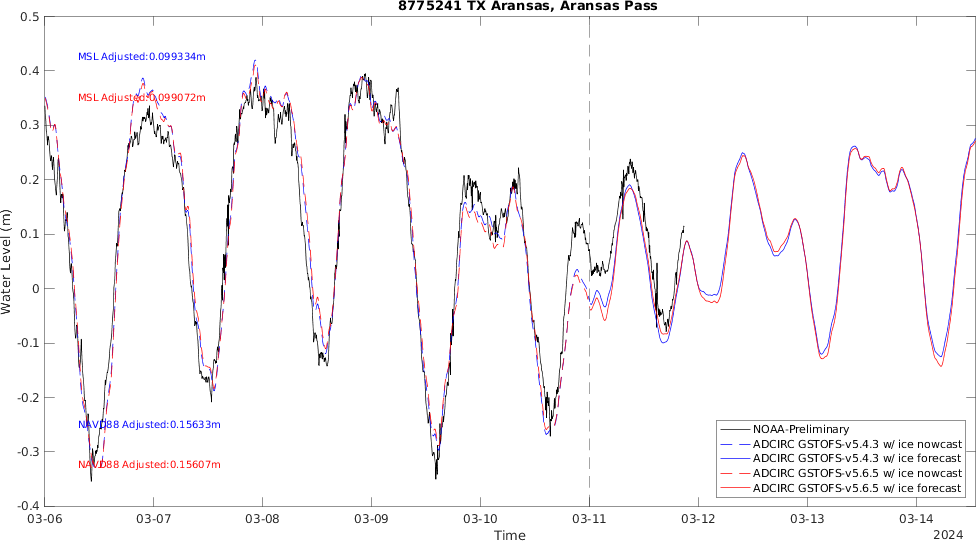 8775241 TX Aransas, Aransas Pass
0.5
0.4
0.3
0.2
0.1
0
-0.1
-0.2
-0.3
-0.4
Water Level (m)
MSL Adjusted:0.099334m
MSL Adjusted:0.099072m
NAVD88 Adjusted:0.15633m
NAVD88 Adjusted:0.15607m
NOAA-Preliminary
ADCIRC GSTOFS-v5.4.3 w/ ice nowcast
ADCIRC GSTOFS-v5.4.3 w/ ice forecast
ADCIRC GSTOFS-v5.6.5 w/ ice nowcast
ADCIRC GSTOFS-v5.6.5 w/ ice forecast
03-06 03-07 03-08 03-09 03-10 03-11 03-12 03-13 03-14
Time
2024